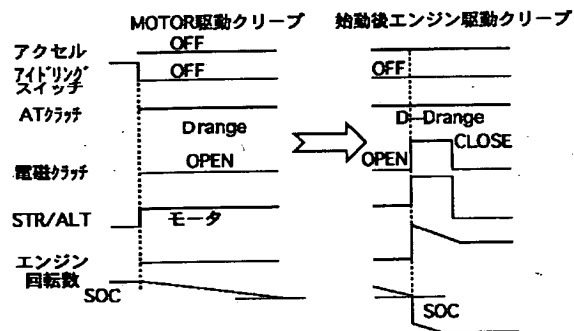 MOTOR駆動クリープ
始動後エンジン駆動クリープ
アクセル
OFF
アイドリング
スイッチ
OFF
OFF
ATクラッチ
D range
D-Drange
CLOSE
電磁クラッチ
OPEN
OPEN
STR/ALT
モータ
エンジン
回転数
SOC
SOC